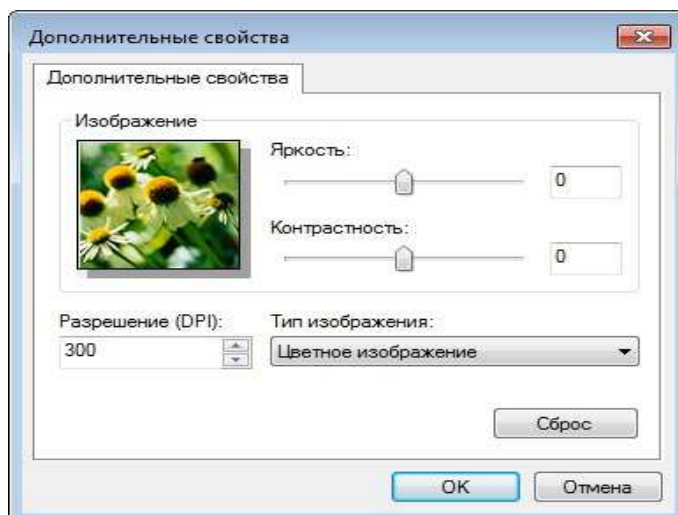 Дополнительные свойства
Дополнительные свойства
Изображение
Яркость:
0
Контрастность:
0
Разрешение (DPI):
Тип изображения:
300
Цветное изображение
Сброс
OK
Отмена